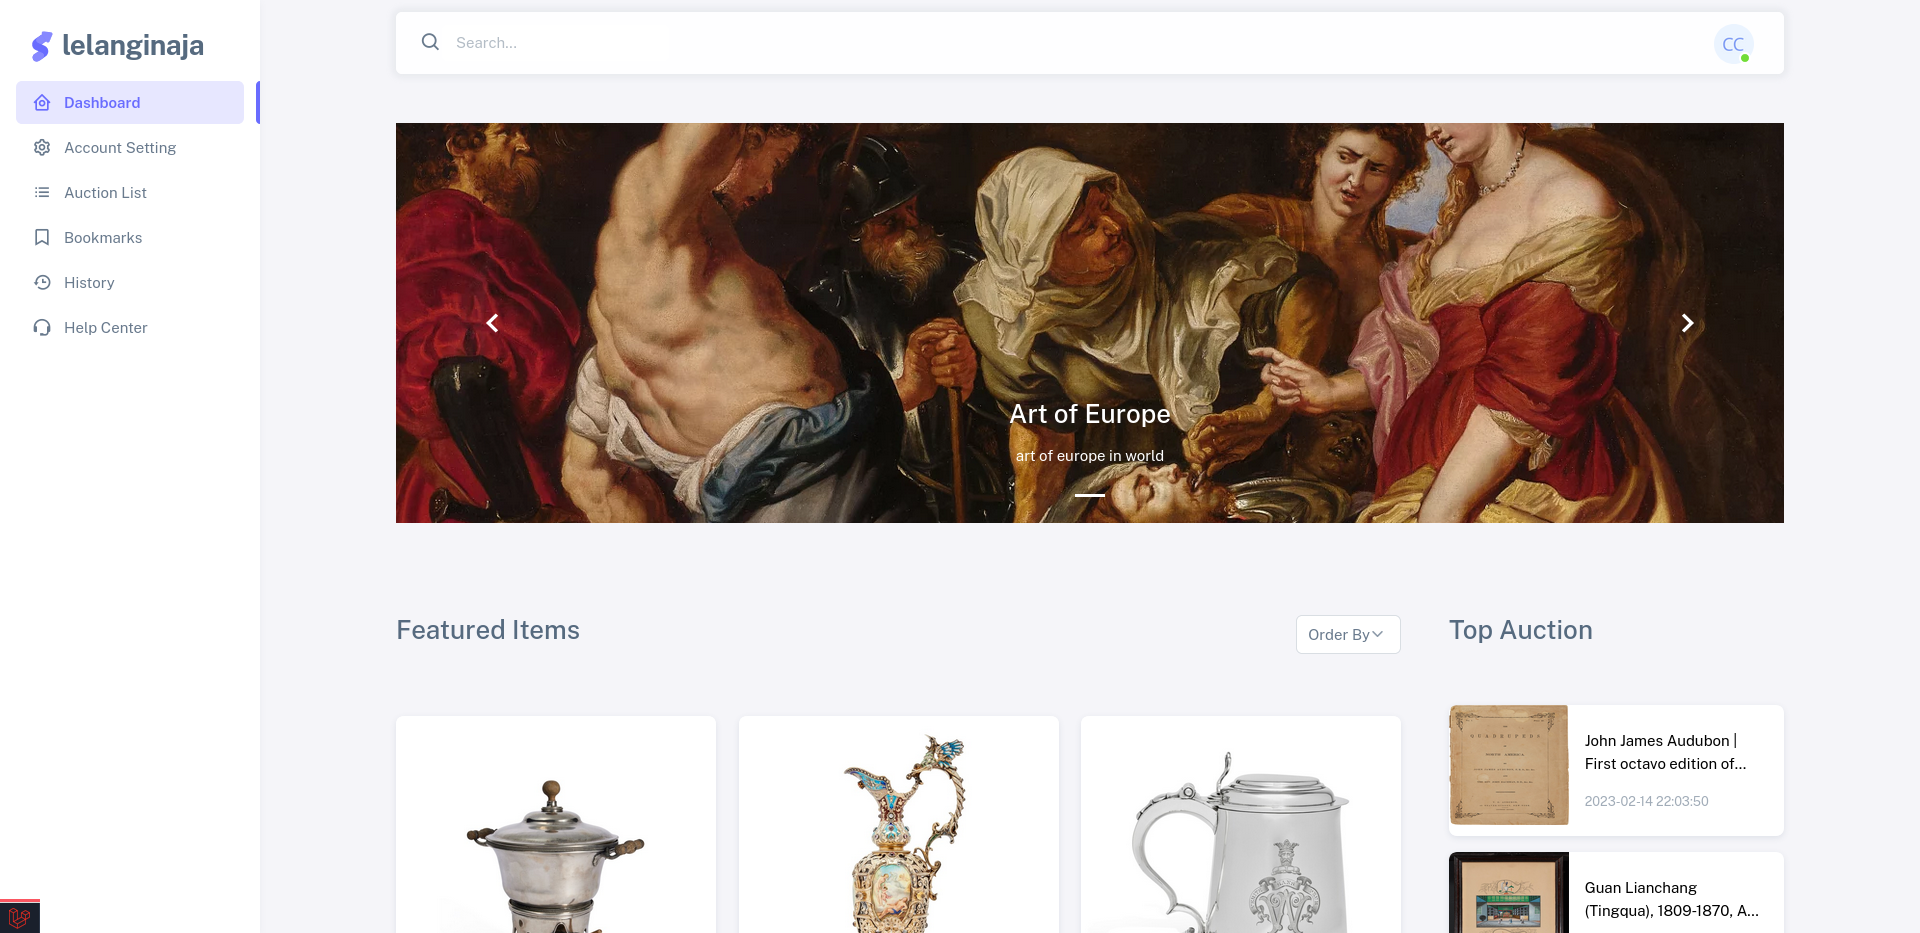 lelanginaja
Search...
CC
Dashboard
Account Setting
Auction List
Bookmarks
History
Help Center
Art of Europe
art of europe in world
Featured Items
Order By
Top Auction
QUADRUPEDS
John James Audubon |
First octavo edition of...
2023-02-14 22:03:50
Guan Lianchang
(Tingqua), 1809-1870, A...